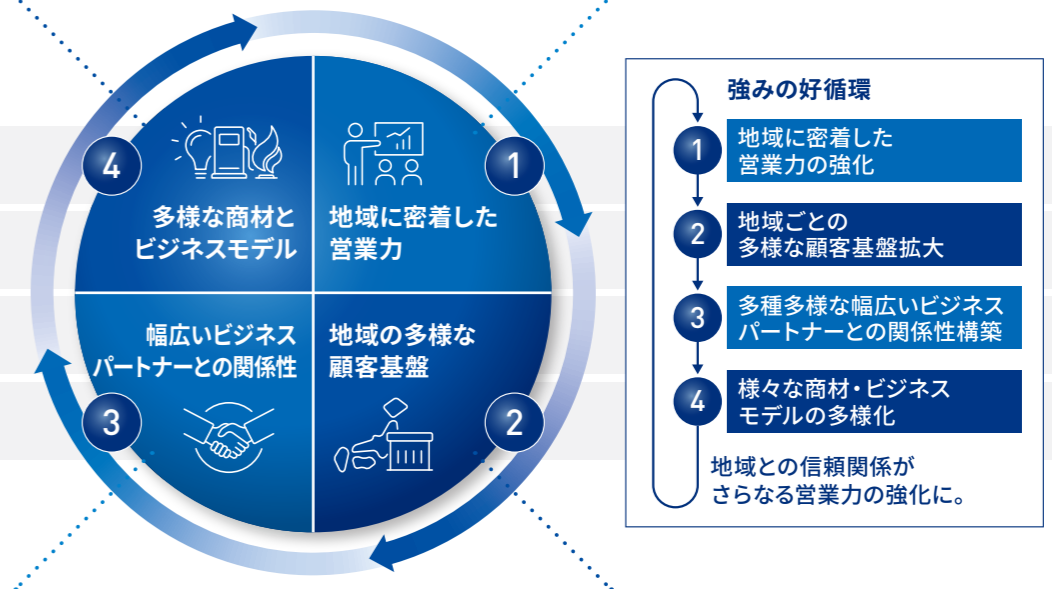 1
地域に密着した
営業力
2
地域の多様な
顧客基盤
3
幅広いビジネス
パートナーとの関係性
4
多様な商材と
ビジネスモデル
強みの好循環
1
地域に密着した
営業力の強化
2
地域ごとの
多様な顧客基盤拡大
3
多種多様な幅広いビジネス
パートナーとの関係性構築
4
様々な商材・ビジネス
モデルの多様化
地域との信頼関係が
さらなる営業力の強化に。